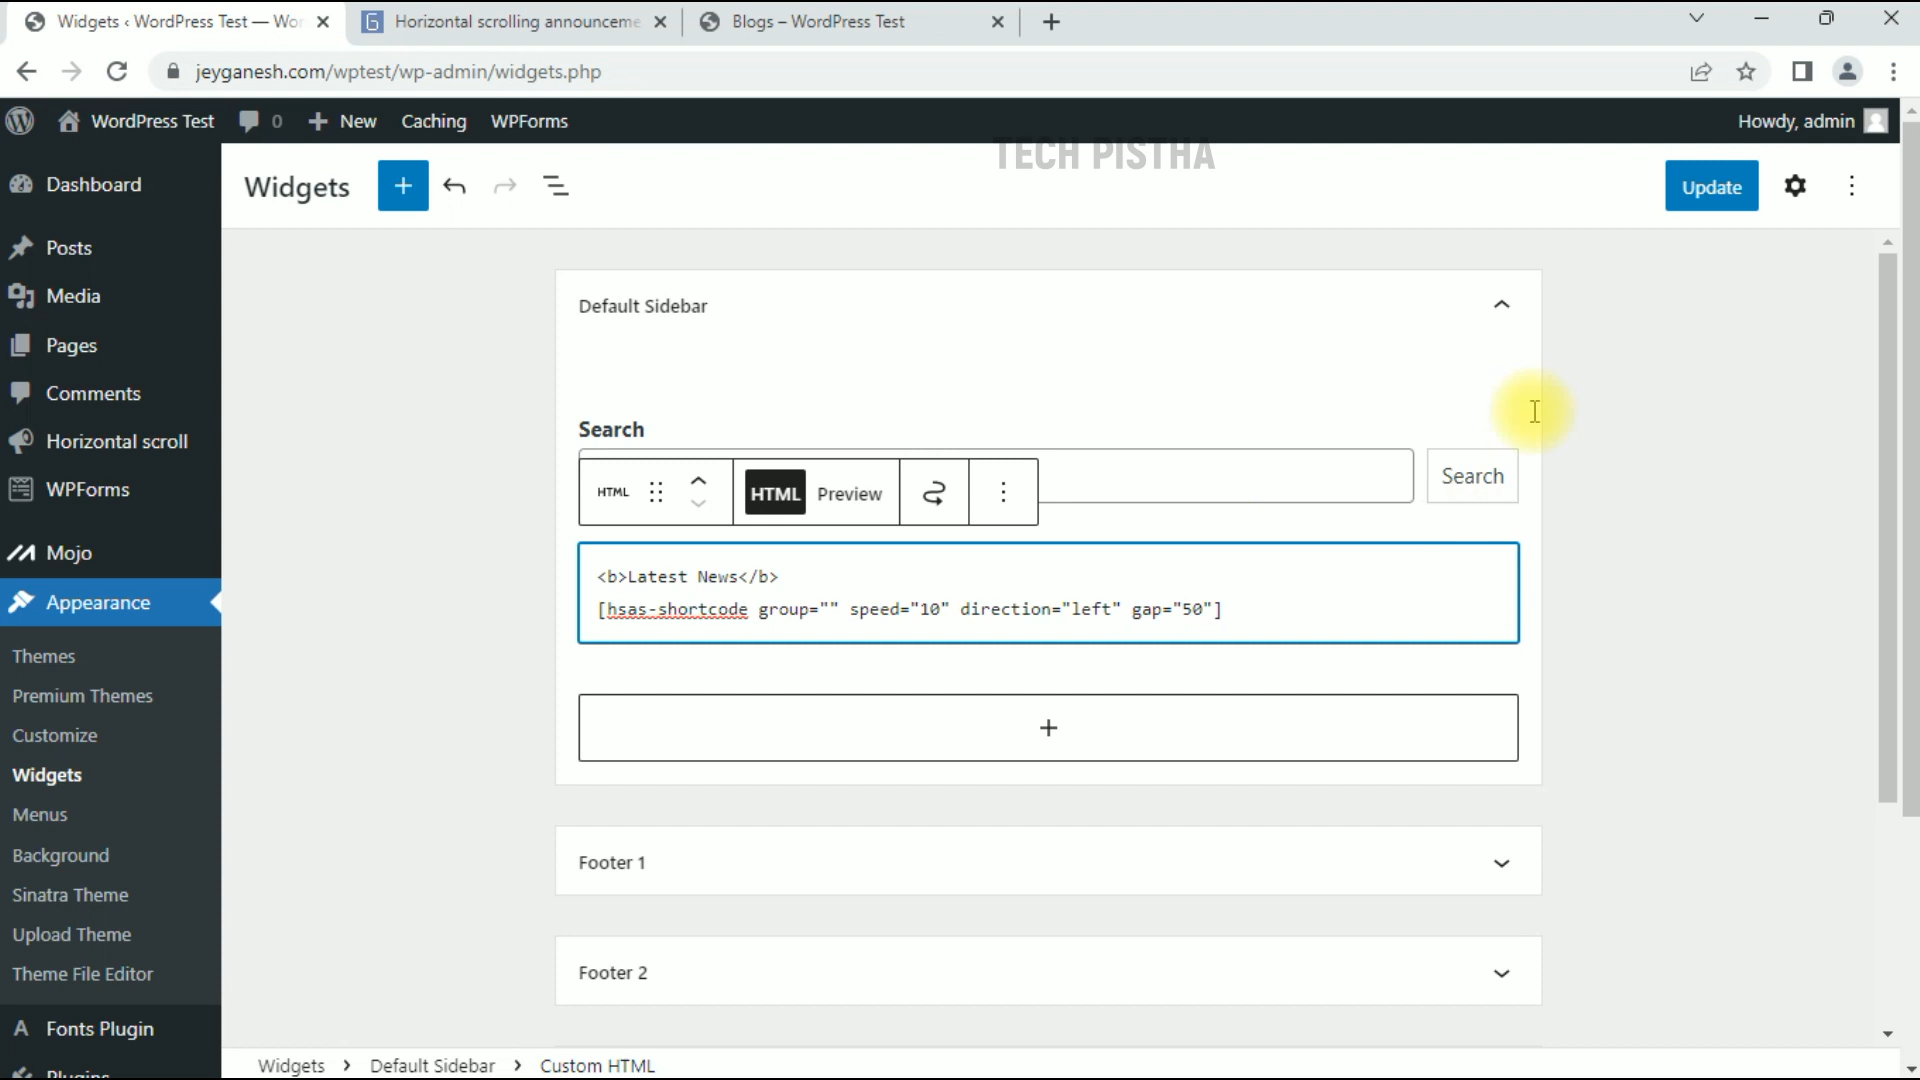 Widgets ‹ WordPress Test — Wor
Horizontal scrolling announceme
Blogs – WordPress Test
jeyganesh.com/wptest/wp-admin/widgets.php
WordPress Test
0
New
Caching
WPForms
Howdy, admin
TECH PISTHA
Dashboard
Posts
Media
Pages
Comments
Horizontal scroll
WPForms
Mojo
Appearance
Themes
Premium Themes
Customize
Widgets
Menus
Background
Sinatra Theme
Upload Theme
Theme File Editor
Fonts Plugin
Plugins
Widgets
Update
Default Sidebar
Search
Search
HTML
HTML
Preview
<b>Latest News</b>
[hsas-shortcode group="" speed="10" direction="left" gap="50"]
Footer 1
Footer 2
Widgets › Default Sidebar › Custom HTML